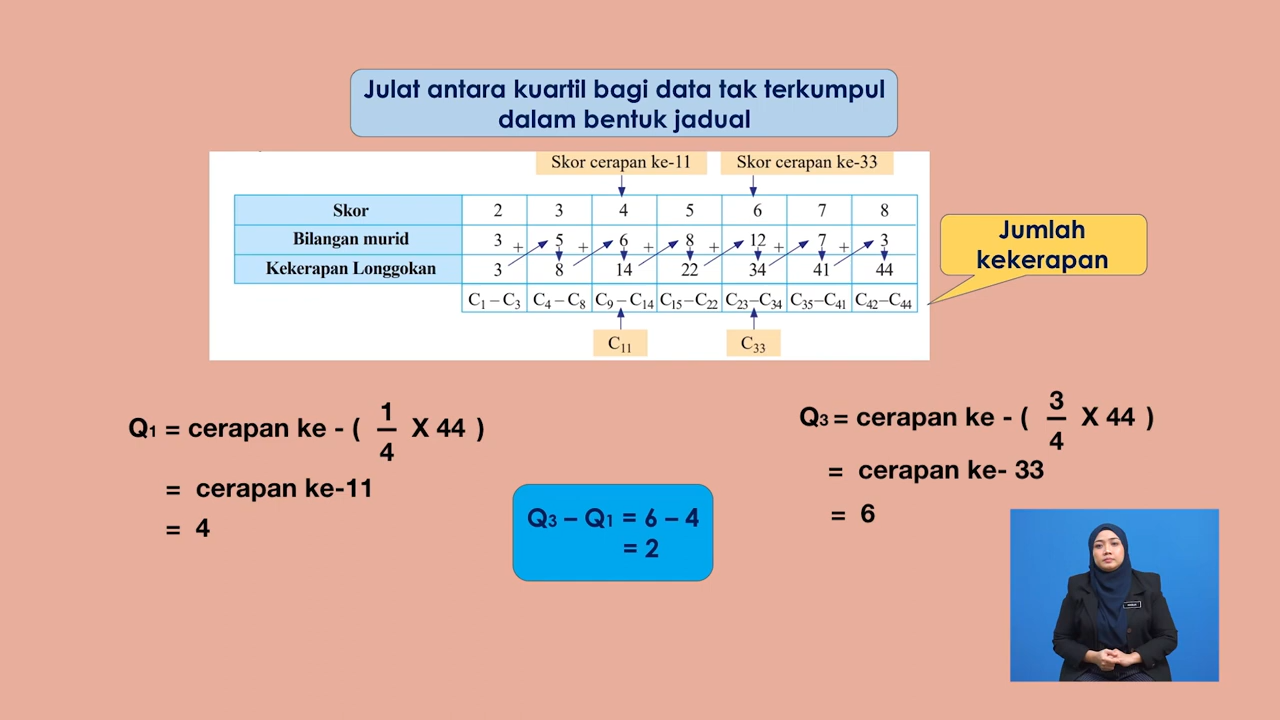 Julat antara kuartil bagi data tak terkumpul
dalam bentuk jadual
Skor cerapan ke-11 Skor cerapan ke-33
Skor 2 3 4 5 6 7 8
Bilangan murid 3 + 5 + 6 + 8 + 12 + 7 + 3
Kekerapan Longgokan 3 8 14 22 34 41 44
C1 – C3 C4 – C8 C9 – C14 C15–C22 C23–C34 C35–C41 C42–C44
C11 C33
Jumlah
kekerapan
Q1 = cerapan ke - ( 1/4 X 44 )
= cerapan ke-11
= 4
Q3 = cerapan ke - ( 3/4 X 44 )
= cerapan ke- 33
= 6
Q3 – Q1 = 6 – 4
= 2